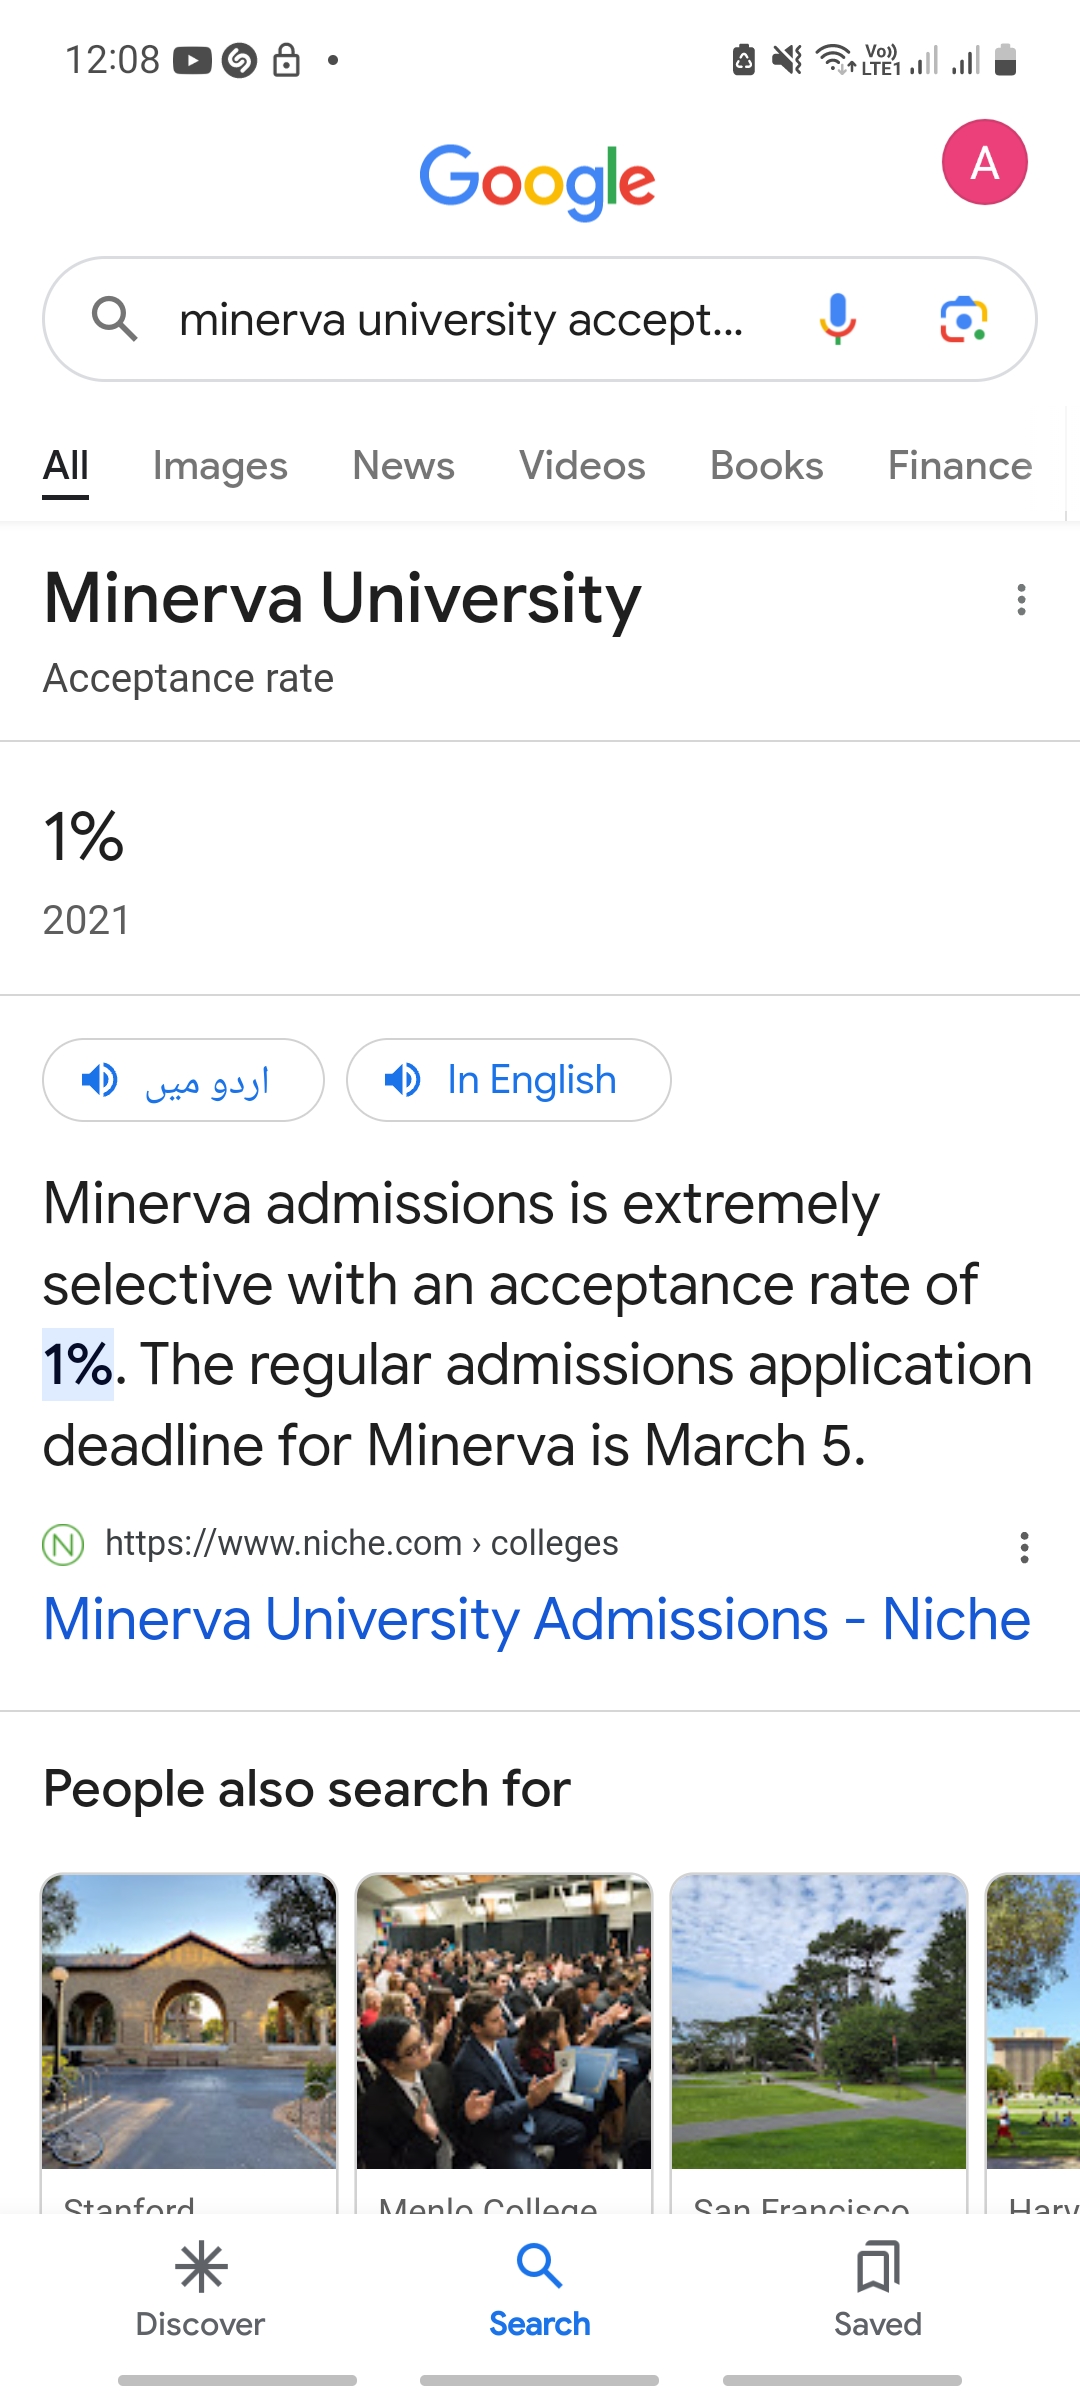 12:08
Vo))
LTE1
Google
A
minerva university accept...
All Images News Videos Books Finance
Minerva University
Acceptance rate
1%
2021
اردو میں
In English
Minerva admissions is extremely
selective with an acceptance rate of
1%. The regular admissions application
deadline for Minerva is March 5.
N
https://www.niche.com › colleges
Minerva University Admissions - Niche
People also search for
Stanford Menlo College San Francisco Harv
Discover Search Saved